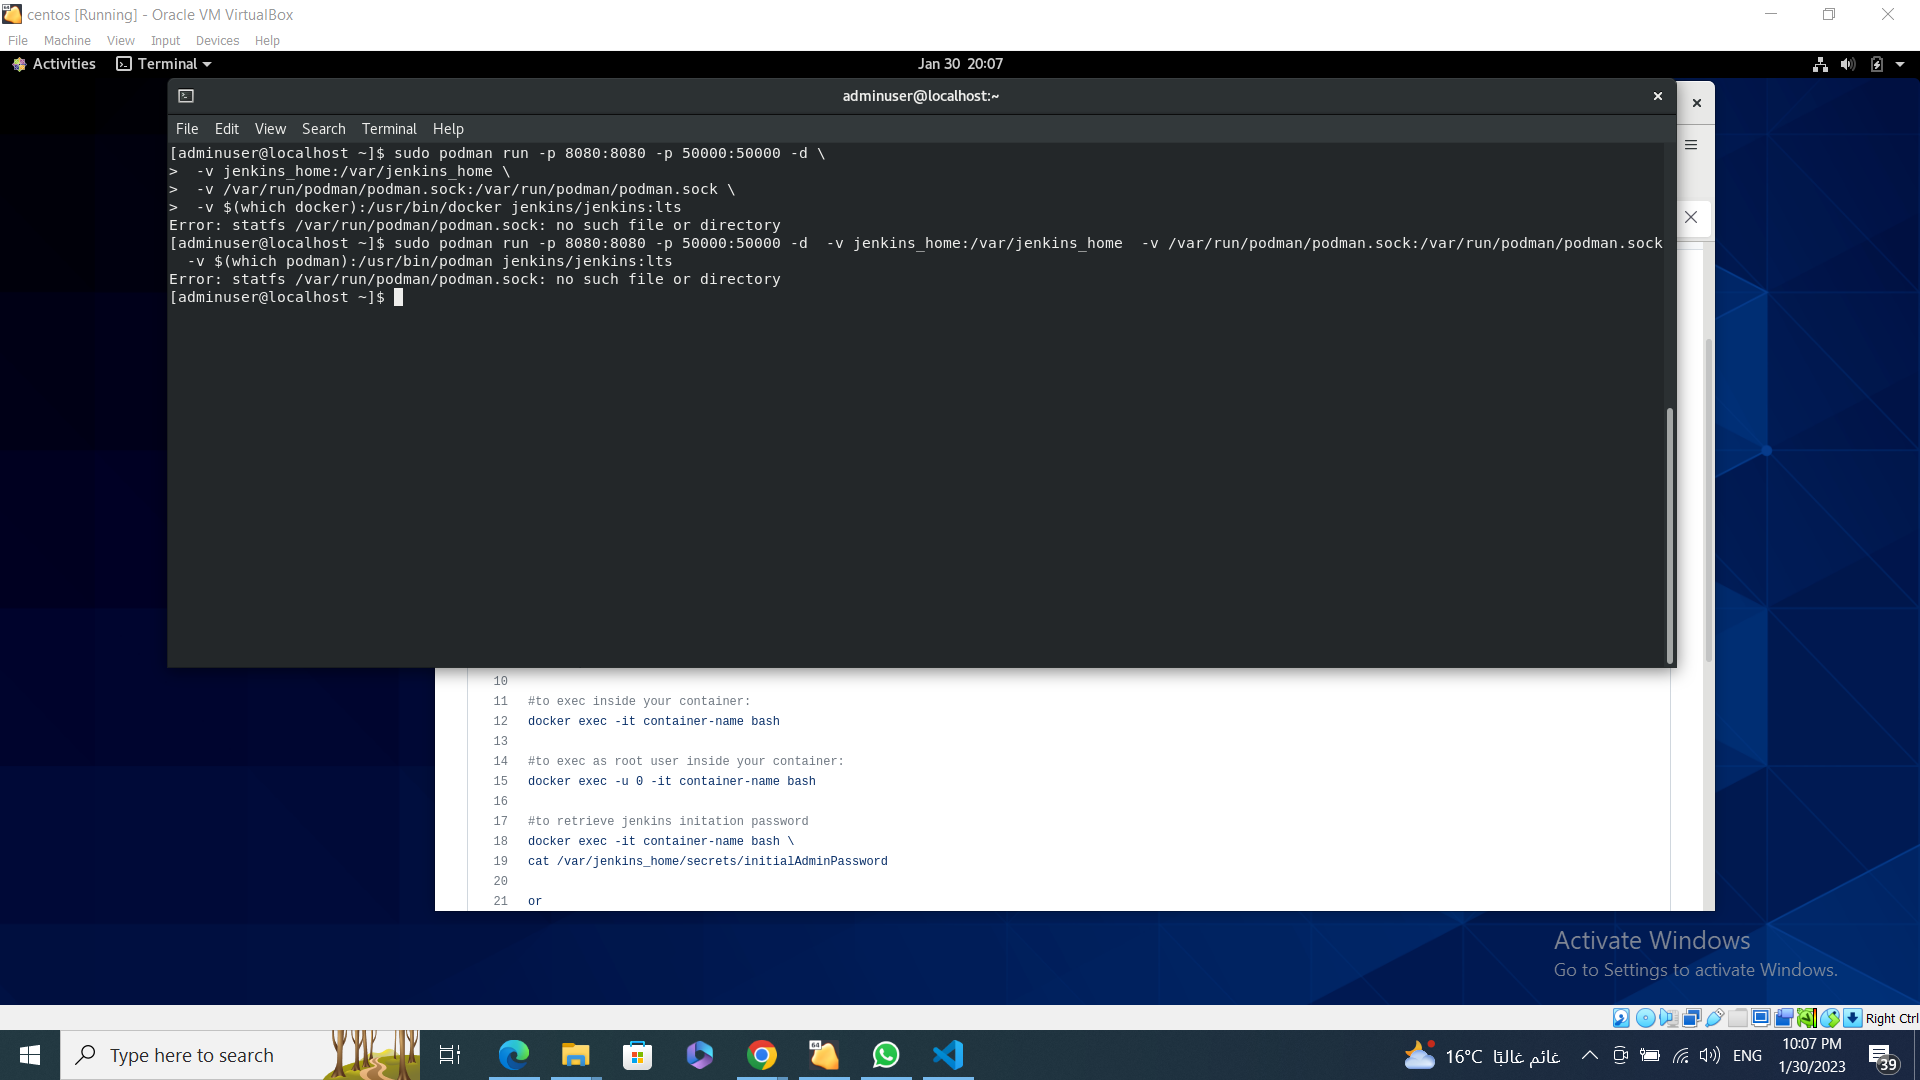 centos [Running] - Oracle VM VirtualBox
File Machine View Input Devices Help
Activities Terminal Jan 30 20:07
adminuser@localhost:~
File Edit View Search Terminal Help
[adminuser@localhost ~]$ sudo podman run -p 8080:8080 -p 50000:50000 -d \
>  -v jenkins_home:/var/jenkins_home \
>  -v /var/run/podman/podman.sock:/var/run/podman/podman.sock \
>  -v $(which docker):/usr/bin/docker jenkins/jenkins:lts
Error: statfs /var/run/podman/podman.sock: no such file or directory
[adminuser@localhost ~]$ sudo podman run -p 8080:8080 -p 50000:50000 -d  -v jenkins_home:/var/jenkins_home  -v /var/run/podman/podman.sock:/var/run/podman/podman.sock
  -v $(which podman):/usr/bin/podman jenkins/jenkins:lts
Error: statfs /var/run/podman/podman.sock: no such file or directory
[adminuser@localhost ~]$
10
11 #to exec inside your container:
12 docker exec -it container-name bash
13
14 #to exec as root user inside your container:
15 docker exec -u 0 -it container-name bash
16
17 #to retrieve jenkins initation password
18 docker exec -it container-name bash \
19 cat /var/jenkins_home/secrets/initialAdminPassword
20
21 or
Activate Windows
Go to Settings to activate Windows.
Right Ctrl
Type here to search
64
16°C غائم غالبًا
ENG
10:07 PM
1/30/2023
39